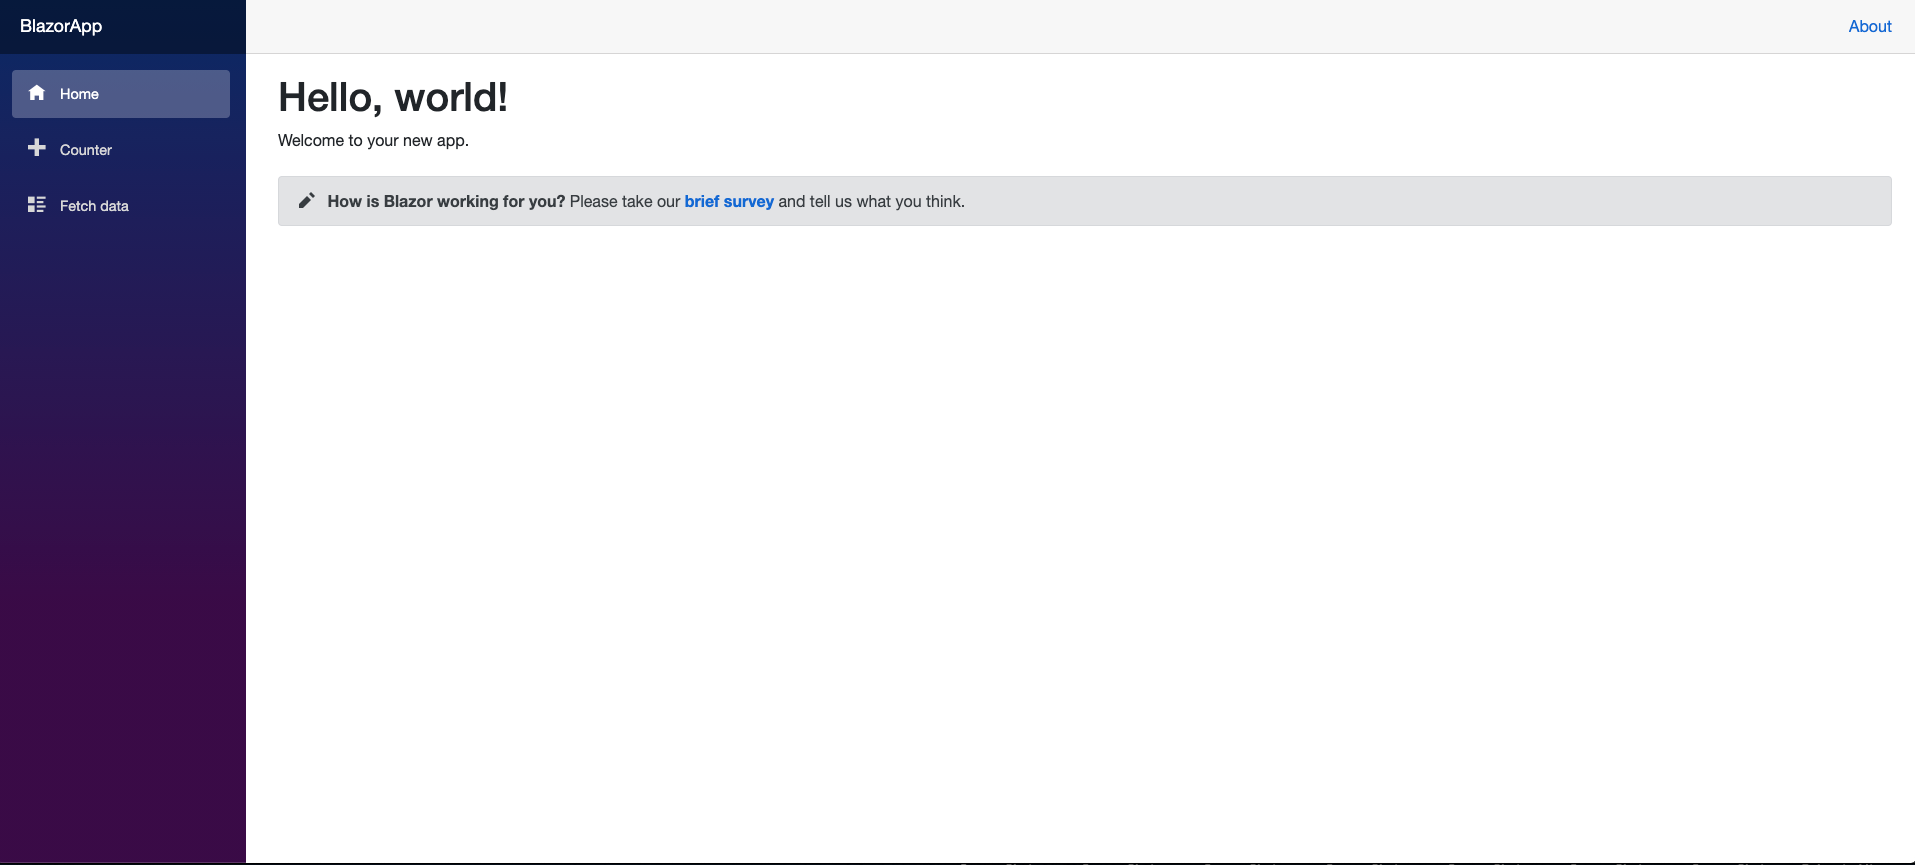 BlazorApp
About
Home
Counter
Fetch data
Hello, world!
Welcome to your new app.
How is Blazor working for you? Please take our brief survey and tell us what you think.